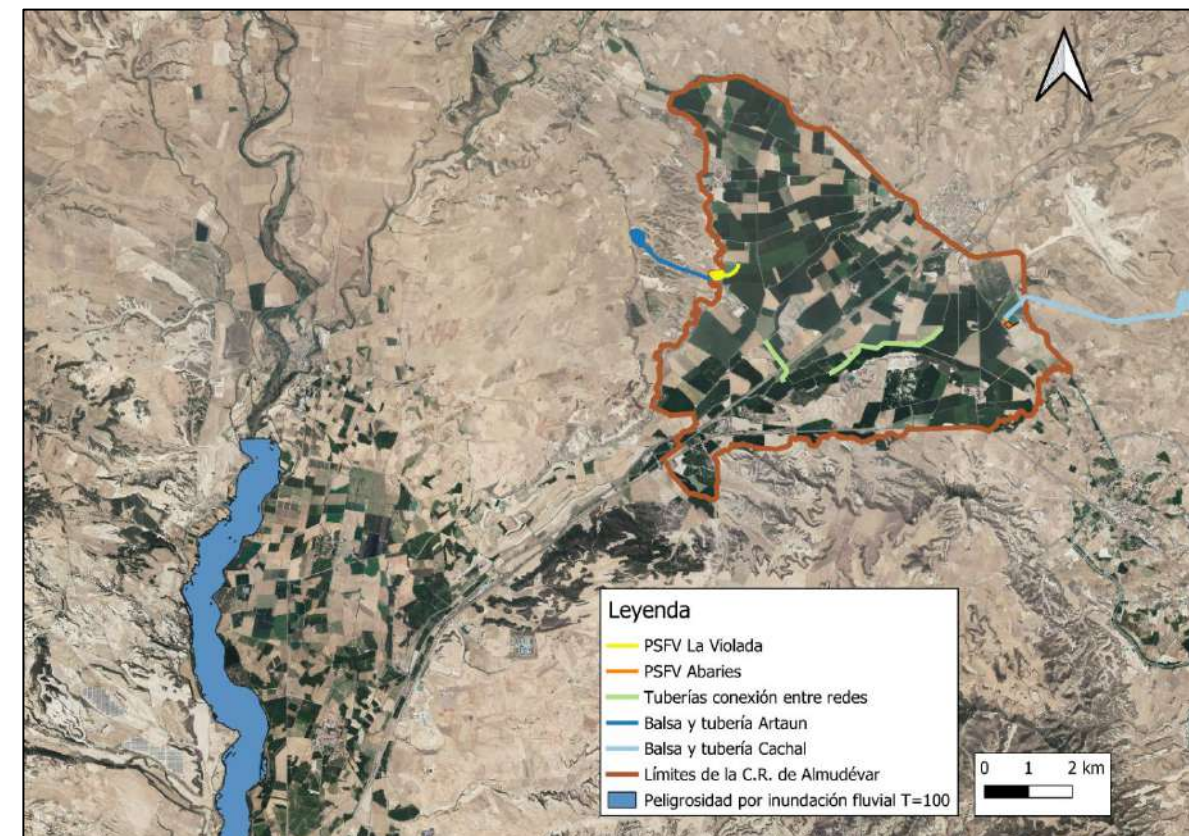 Leyenda
PSFV La Violada
PSFV Abaries
Tuberías conexión entre redes
Balsa y tubería Artaun
Balsa y tubería Cachal
Límites de la C.R. de Almudévar
Peligrosidad por inundación fluvial T=100
0 1 2 km